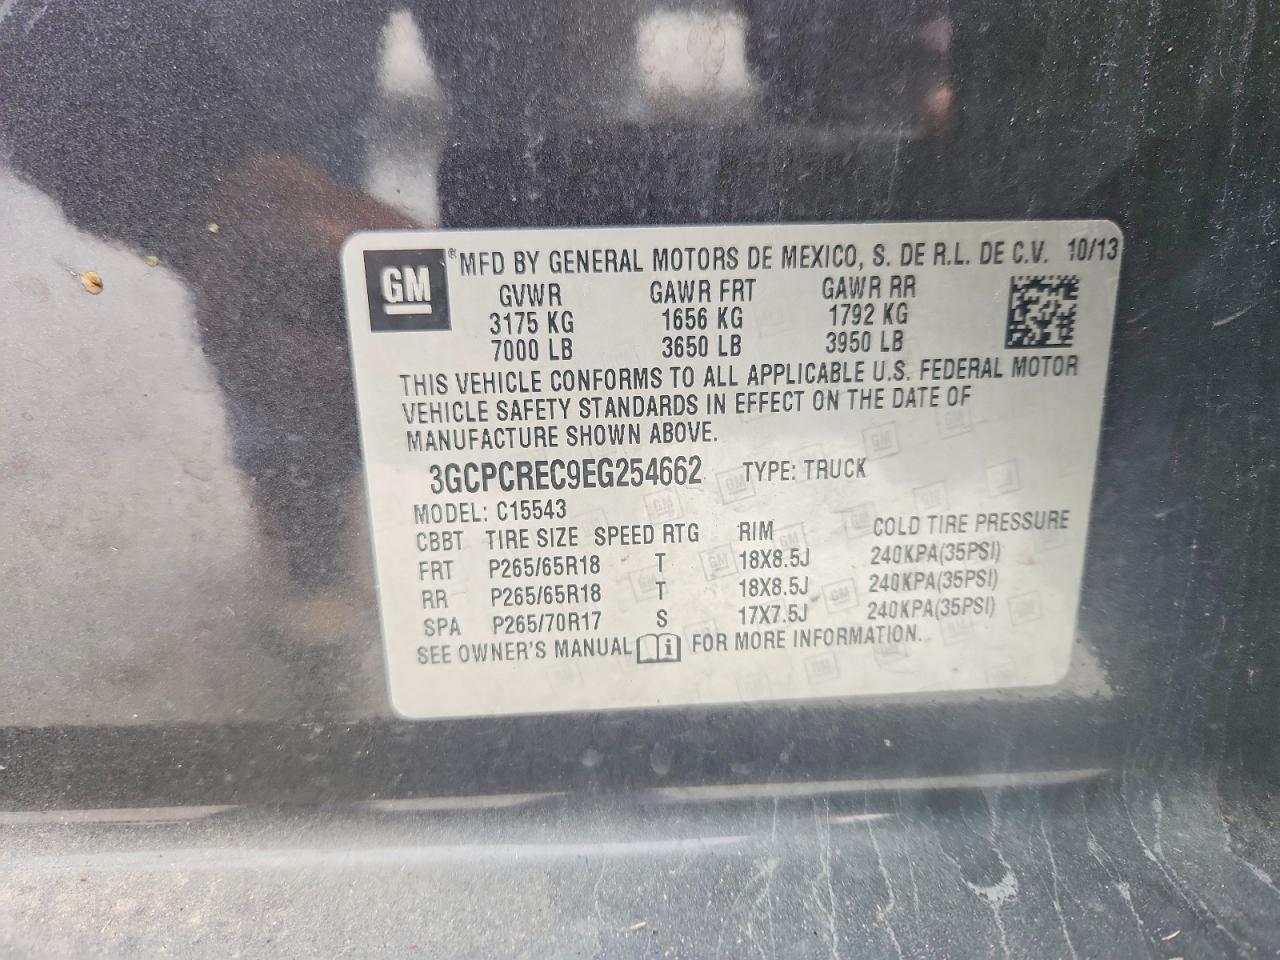 GM ® MFD BY GENERAL MOTORS DE MEXICO, S. DE R.L. DE C.V. 10/13
GVWR GAWR FRT GAWR RR
3175 KG 1656 KG 1792 KG
7000 LB 3650 LB 3950 LB
THIS VEHICLE CONFORMS TO ALL APPLICABLE U.S. FEDERAL MOTOR
VEHICLE SAFETY STANDARDS IN EFFECT ON THE DATE OF
MANUFACTURE SHOWN ABOVE.
3GCPCREC9EG254662 TYPE: TRUCK
MODEL: C15543
CBBT TIRE SIZE SPEED RTG RIM COLD TIRE PRESSURE
FRT P265/65R18 T 18X8.5J 240KPA(35PSI)
RR P265/65R18 T 18X8.5J 240KPA(35PSI)
SPA P265/70R17 S 17X7.5J 240KPA(35PSI)
SEE OWNER'S MANUAL i FOR MORE INFORMATION.